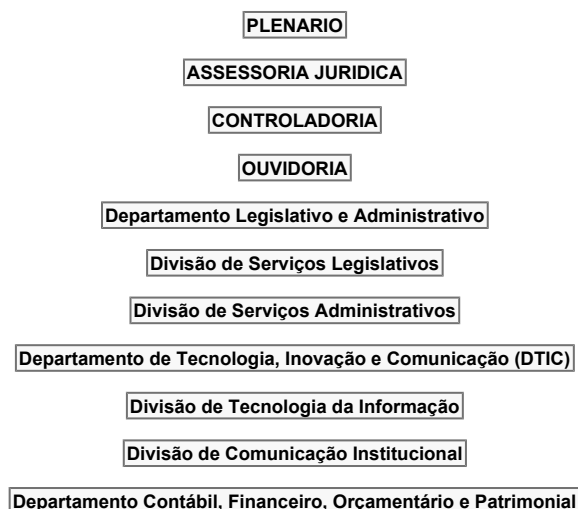 PLENARIO
ASSESSORIA JURIDICA
CONTROLADORIA
OUVIDORIA
Departamento Legislativo e Administrativo
Divisão de Serviços Legislativos
Divisão de Serviços Administrativos
Departamento de Tecnologia, Inovação e Comunicação (DTIC)
Divisão de Tecnologia da Informação
Divisão de Comunicação Institucional
Departamento Contábil, Financeiro, Orçamentário e Patrimonial